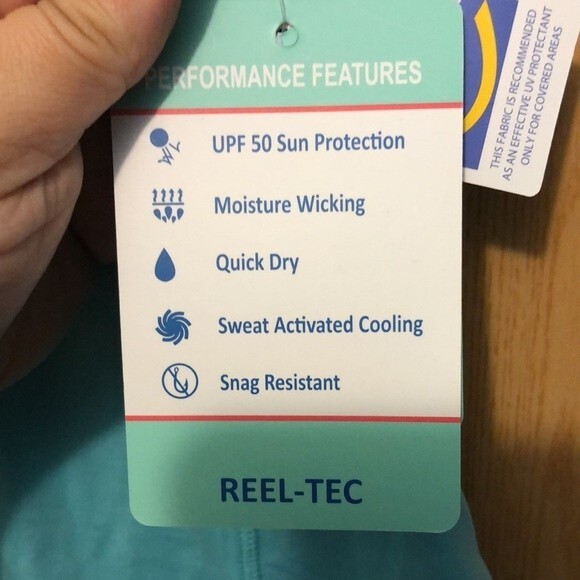 PERFORMANCE FEATURES
UPF 50 Sun Protection
Moisture Wicking
Quick Dry
Sweat Activated Cooling
Snag Resistant
REEL-TEC
THIS FABRIC IS RECOMMENDED
AS AN EFFECTIVE UV PROTECTANT
ONLY FOR COVERED AREAS